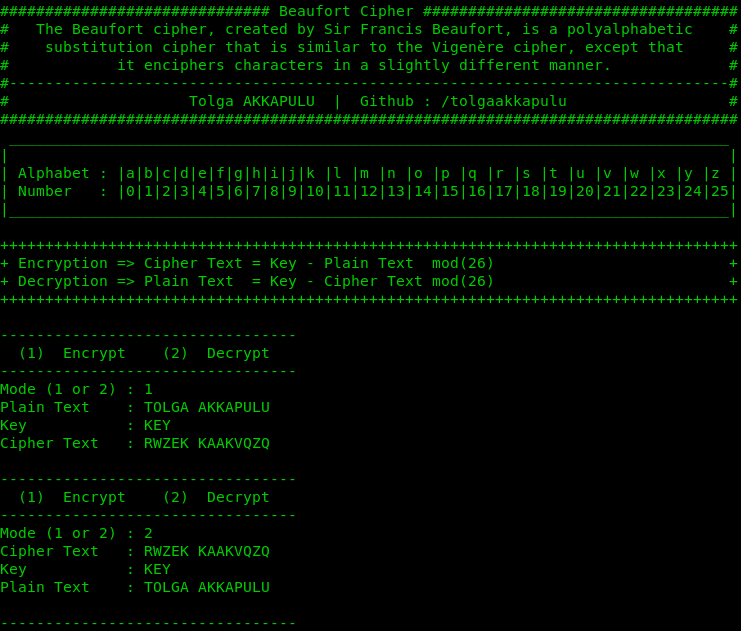 ############################## Beaufort Cipher ###################################
#   The Beaufort cipher, created by Sir Francis Beaufort, is a polyalphabetic    #
#    substitution cipher that is similar to the Vigenère cipher, except that     #
#            it enciphers characters in a slightly different manner.             #
#--------------------------------------------------------------------------------#
#                    Tolga AKKAPULU  |  Github : /tolgaakkapulu                  #
##################################################################################
 ________________________________________________________________________________
|                                                                                |
| Alphabet : |a|b|c|d|e|f|g|h|i|j|k |l |m |n |o |p |q |r |s |t |u |v |w |x |y |z |
| Number   : |0|1|2|3|4|5|6|7|8|9|10|11|12|13|14|15|16|17|18|19|20|21|22|23|24|25|
|________________________________________________________________________________|
++++++++++++++++++++++++++++++++++++++++++++++++++++++++++++++++++++++++++++++++++
+ Encryption => Cipher Text = Key - Plain Text  mod(26)                          +
+ Decryption => Plain Text  = Key - Cipher Text mod(26)                          +
++++++++++++++++++++++++++++++++++++++++++++++++++++++++++++++++++++++++++++++++++
---------------------------------
  (1)  Encrypt    (2)  Decrypt
---------------------------------
Mode (1 or 2) : 1
Plain Text    : TOLGA AKKAPULU
Key           : KEY
Cipher Text   : RWZEK KAAKVQZQ
---------------------------------
  (1)  Encrypt    (2)  Decrypt
---------------------------------
Mode (1 or 2) : 2
Cipher Text   : RWZEK KAAKVQZQ
Key           : KEY
Plain Text    : TOLGA AKKAPULU
---------------------------------